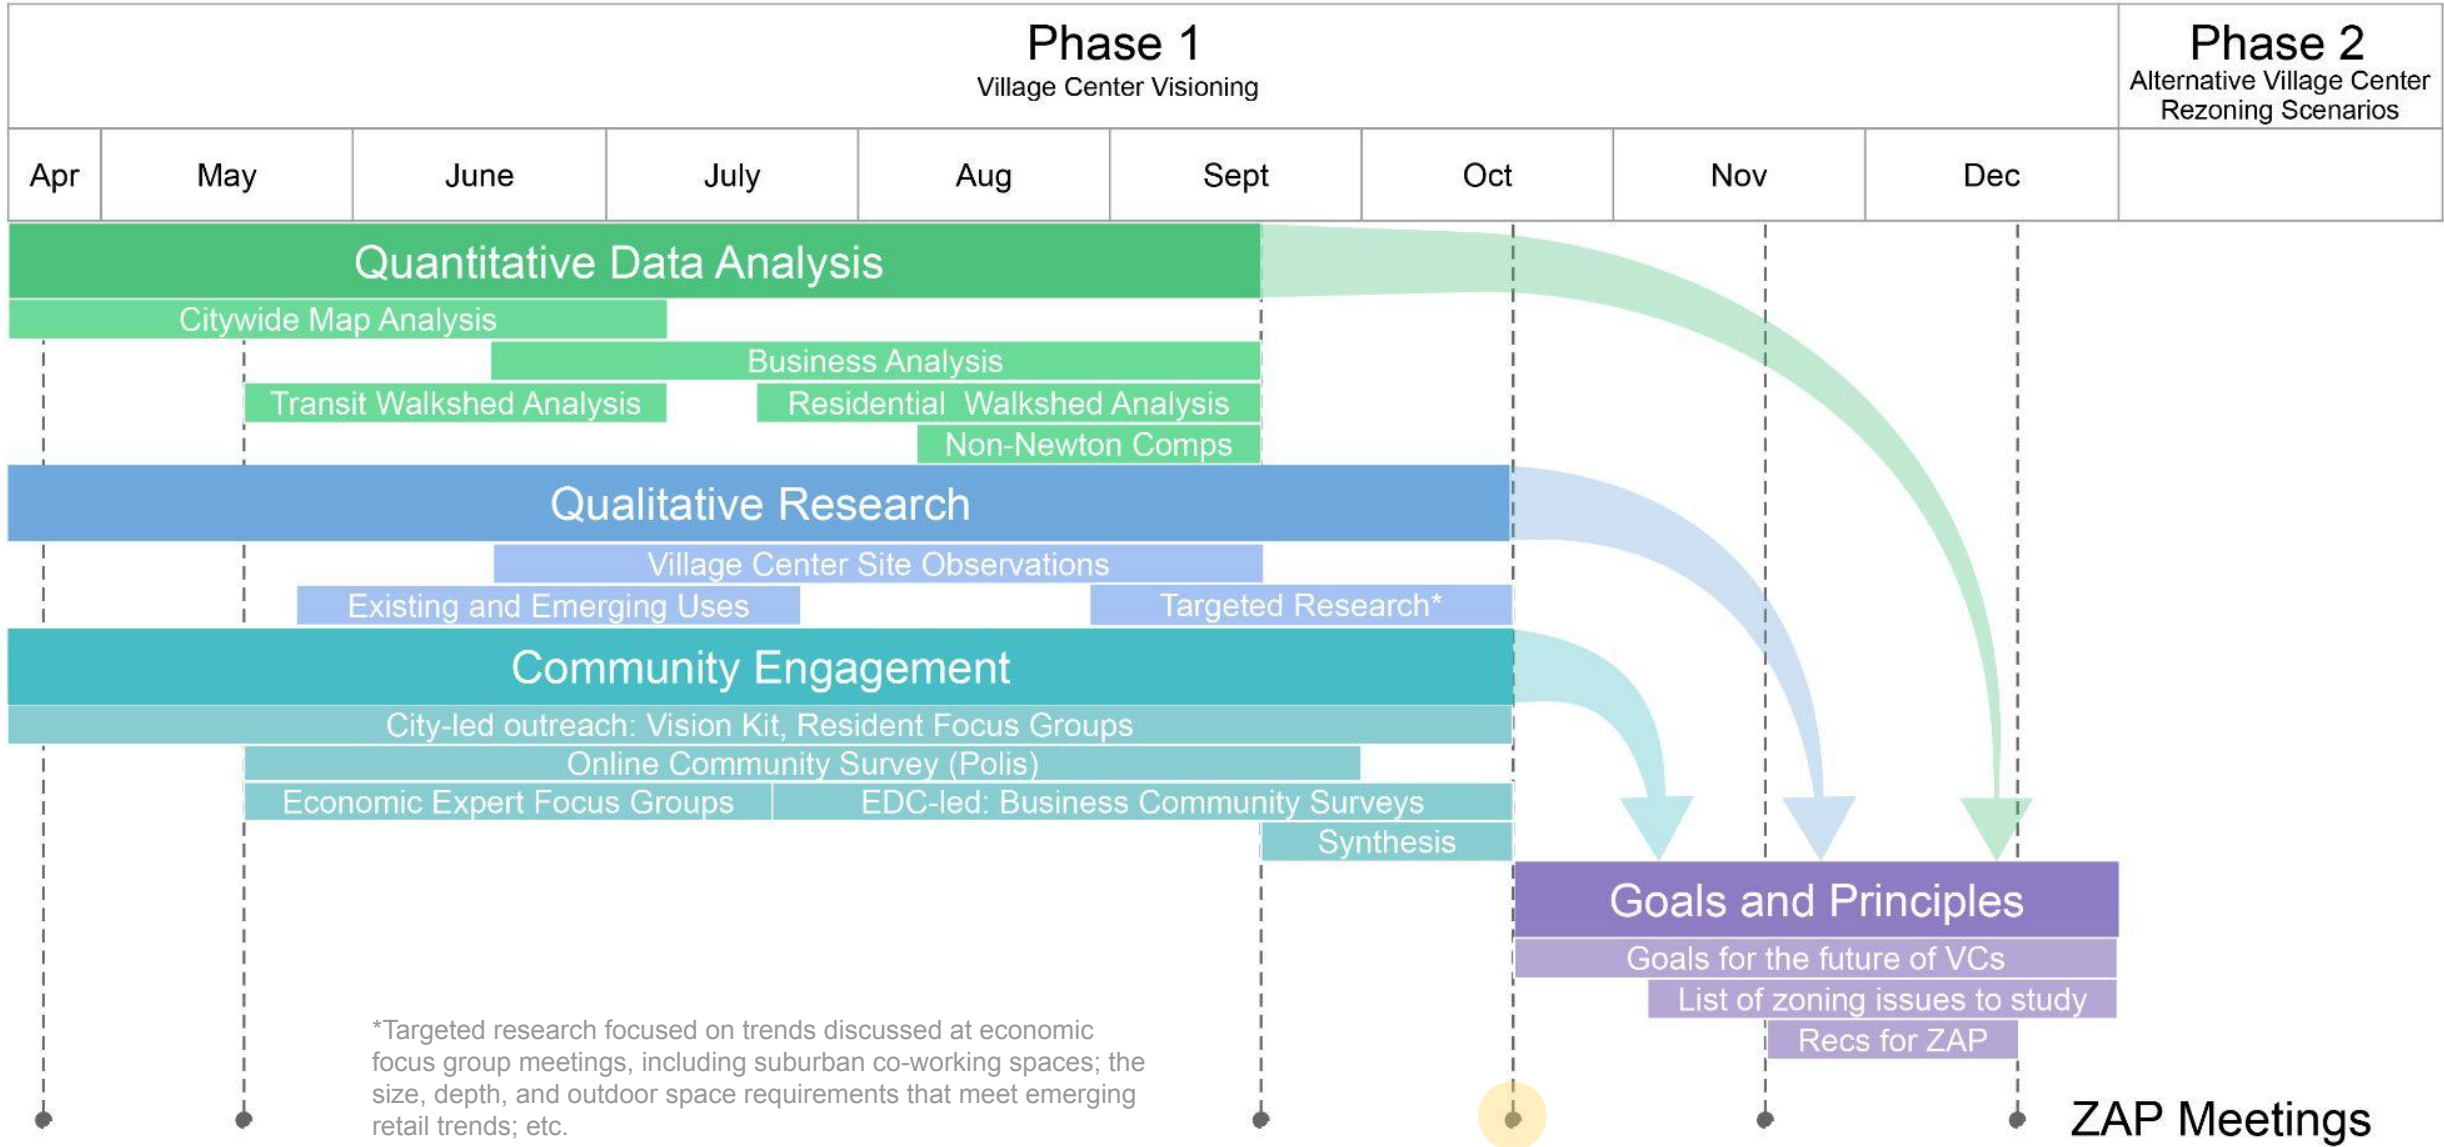 Phase 1
Village Center Visioning
Phase 2
Alternative Village Center
Rezoning Scenarios
Apr
May
June
July
Aug
Sept
Oct
Nov
Dec
Quantitative Data Analysis
Citywide Map Analysis
Business Analysis
Transit Walkshed Analysis
Residential Walkshed Analysis
Non-Newton Comps
Qualitative Research
Village Center Site Observations
Existing and Emerging Uses
Targeted Research*
Community Engagement
City-led outreach: Vision Kit, Resident Focus Groups
Online Community Survey (Polis)
Economic Expert Focus Groups
EDC-led: Business Community Surveys
Synthesis
Goals and Principles
Goals for the future of VCs
List of zoning issues to study
Recs for ZAP
*Targeted research focused on trends discussed at economic
focus group meetings, including suburban co-working spaces; the
size, depth, and outdoor space requirements that meet emerging
retail trends; etc.
ZAP Meetings